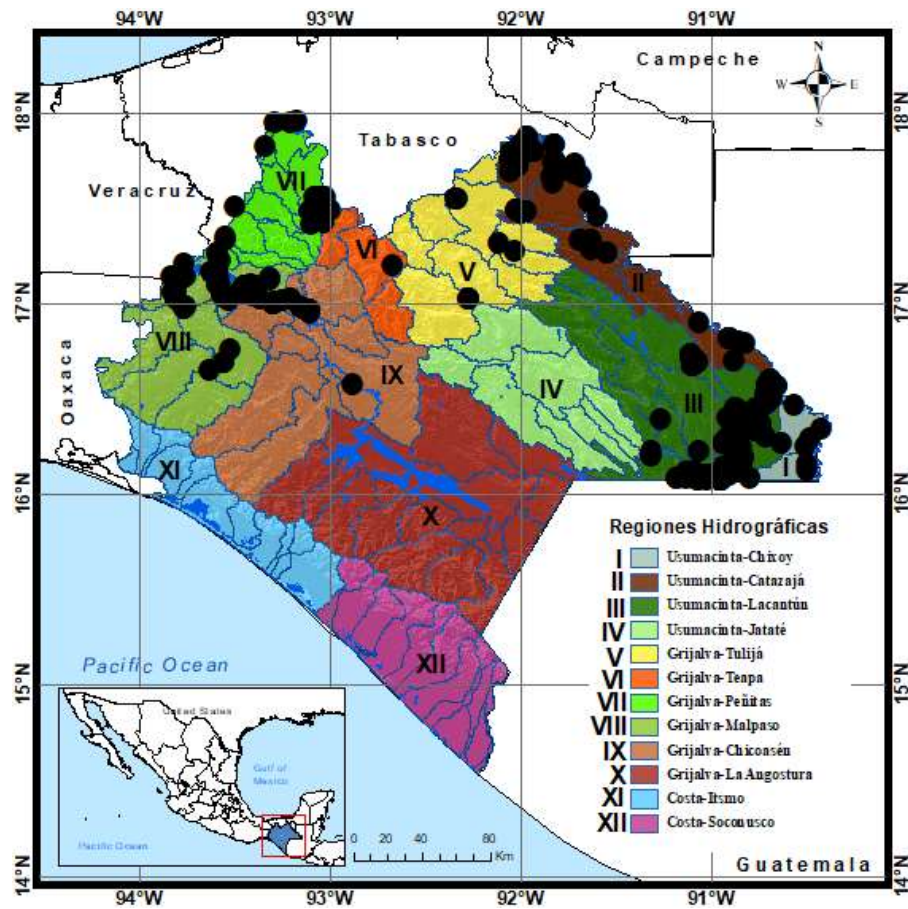 94°W 93°W 92°W 91°W
Campeche
N
W E
S
18°N 18°N
Tabasco
Veracruz
VII
VI
V
II
17°N 17°N
VIII
IX
IV
III
Oaxaca
XI
I
16°N 16°N
X
Regiones Hidrográficas
I Usumacinta-Chixoy
II Usumacinta-Catazajá
III Usumacinta-Lacantún
IV Usumacinta-Jataté
V Grijalva-Tulijá
VI Grijalva-Teapa
VII Grijalva-Peñitas
VIII Grijalva-Malpaso
IX Grijalva-Chicoasén
X Grijalva-La Angostura
XI Costa-Itsmo
XII Costa-Soconusco
XII
Pacific Ocean
15°N 15°N
United States
Gulf of
Mexico
Pacific Ocean
0 20 40 60 80
Km
Guatemala
14°N 14°N
94°W 93°W 92°W 91°W